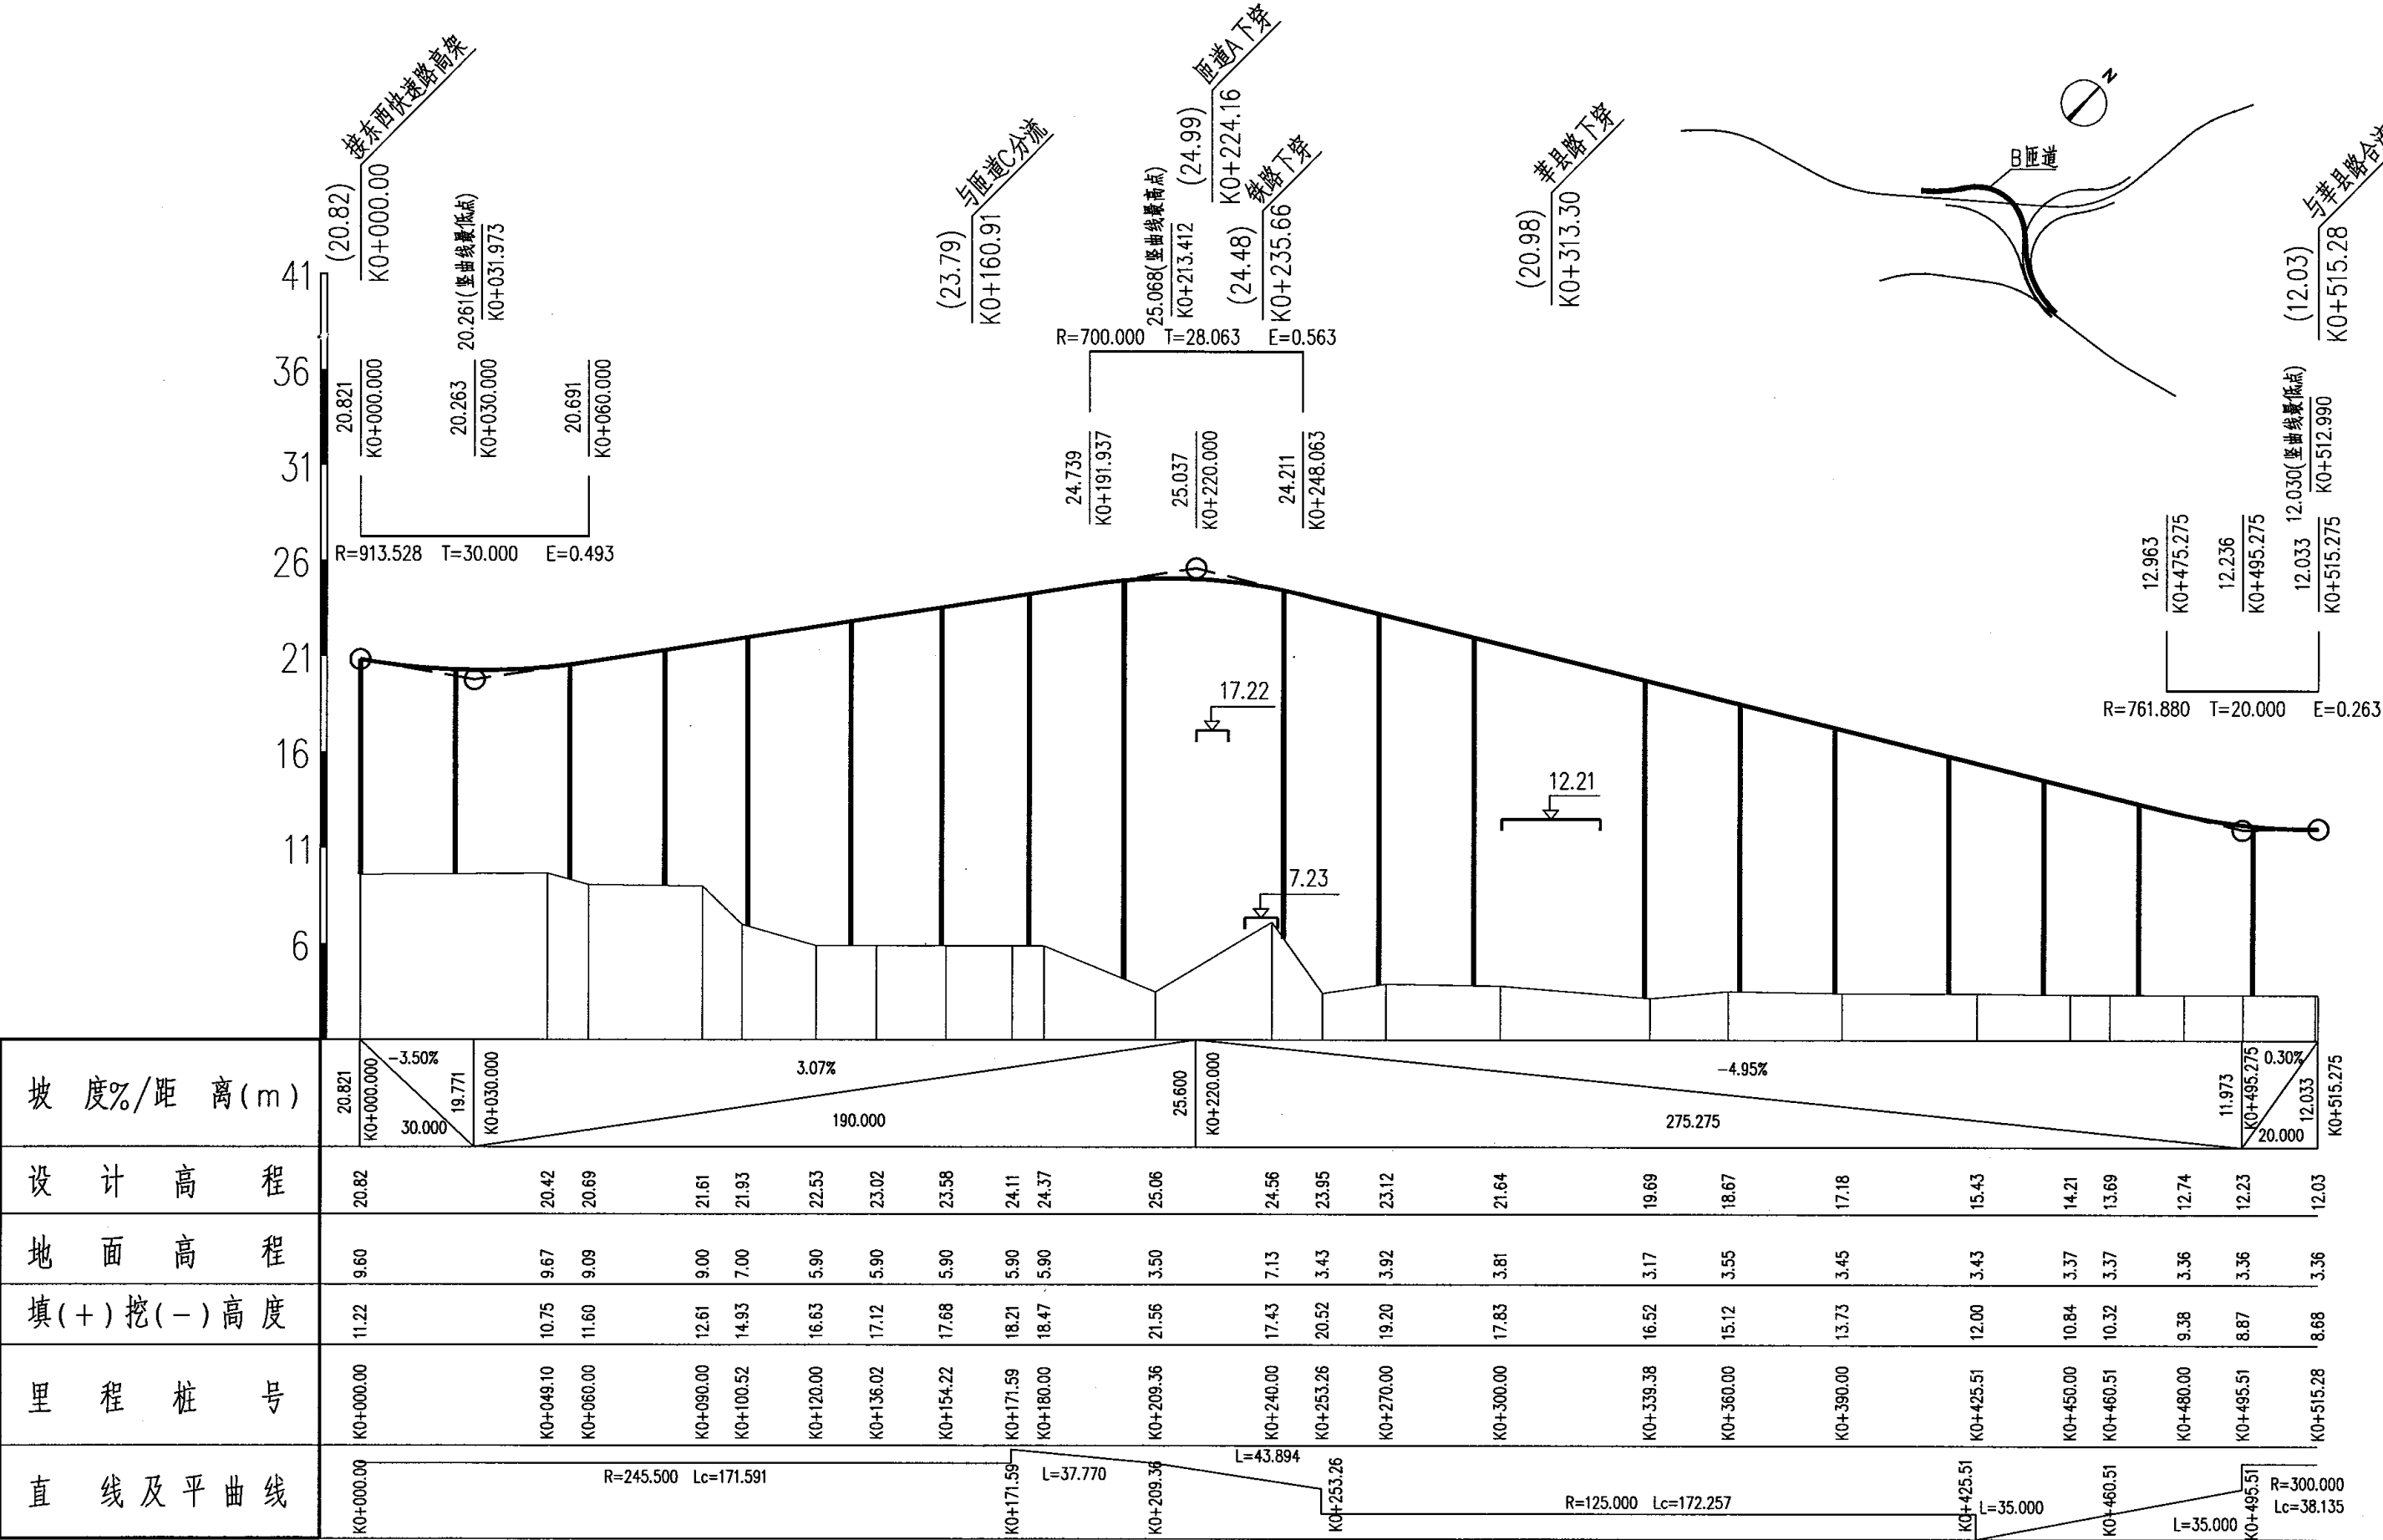 接东西快速路高架
(20.82)
K0+000.00
20.261(竖曲线最低点)
K0+031.973
与匝道C分流
(23.79)
K0+160.91
25.068(竖曲线最高点)
K0+213.412
匝道A下穿
(24.99)
K0+224.16
铁路下穿
(24.48)
K0+235.66
莘县路下穿
(20.98)
K0+313.30
N
B匝道
(12.03)
K0+515.28
12.030(竖曲线最低点)
K0+512.990
41
36
31
26
21
16
11
6
20.821
K0+000.000
20.263
K0+030.000
20.691
K0+060.000
R=913.528 T=30.000 E=0.493
R=700.000 T=28.063 E=0.563
24.739
K0+191.937
25.037
K0+220.000
24.211
K0+248.063
12.963
K0+475.275
12.236
K0+495.275
12.033
K0+515.275
R=761.880 T=20.000 E=0.263
17.22
12.21
7.23
坡度%/距离(m)
20.821
K0+000.000
-3.50%
30.000
19.771
K0+030.000
3.07%
190.000
25.600
K0+220.000
-4.95%
275.275
11.973
K0+495.275
0.30%
20.000
12.033
K0+515.275
设计高程 20.82 20.42 20.69 21.61 21.93 22.53 23.02 23.58 24.11 24.37 25.06 24.56 23.95 23.12 21.64 19.69 18.67 17.18 15.43 14.21 13.69 12.74 12.23 12.03
地面高程 9.60 9.67 9.09 9.00 7.00 5.90 5.90 5.90 5.90 5.90 3.50 7.13 3.43 3.92 3.81 3.17 3.55 3.45 3.43 3.37 3.37 3.36 3.36 3.36
填(+)挖(-)高度 11.22 10.75 11.60 12.61 14.93 16.63 17.12 17.68 18.21 18.47 21.56 17.43 20.52 19.20 17.83 16.52 15.12 13.73 12.00 10.84 10.32 9.38 8.87 8.68
里程桩号 K0+000.00 K0+049.10 K0+060.00 K0+090.00 K0+100.52 K0+120.00 K0+136.02 K0+154.22 K0+171.59 K0+180.00 K0+209.36 K0+240.00 K0+253.26 K0+270.00 K0+300.00 K0+339.38 K0+360.00 K0+390.00 K0+425.51 K0+450.00 K0+460.51 K0+480.00 K0+495.51 K0+515.28
直线及平曲线
K0+000.00
R=245.500 Lc=171.591
K0+171.59
L=37.770
K0+209.36
L=43.894
K0+253.26
R=125.000 Lc=172.257
K0+425.51
L=35.000
K0+460.51
L=35.000
K0+495.51
R=300.000
Lc=38.135